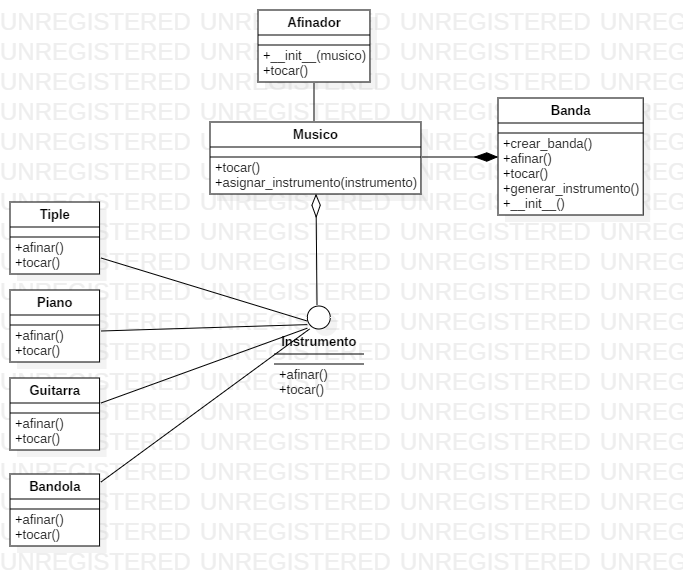 Afinador
+__init__(musico)
+tocar()
Musico
+tocar()
+asignar_instrumento(instrumento)
Banda
+crear_banda()
+afinar()
+tocar()
+generar_instrumento()
+__init__()
Tiple
+afinar()
+tocar()
Piano
+afinar()
+tocar()
Guitarra
+afinar()
+tocar()
Bandola
+afinar()
+tocar()
Instrumento
+afinar()
+tocar()
UNREGISTERED UNREGISTERED UNREGISTERED